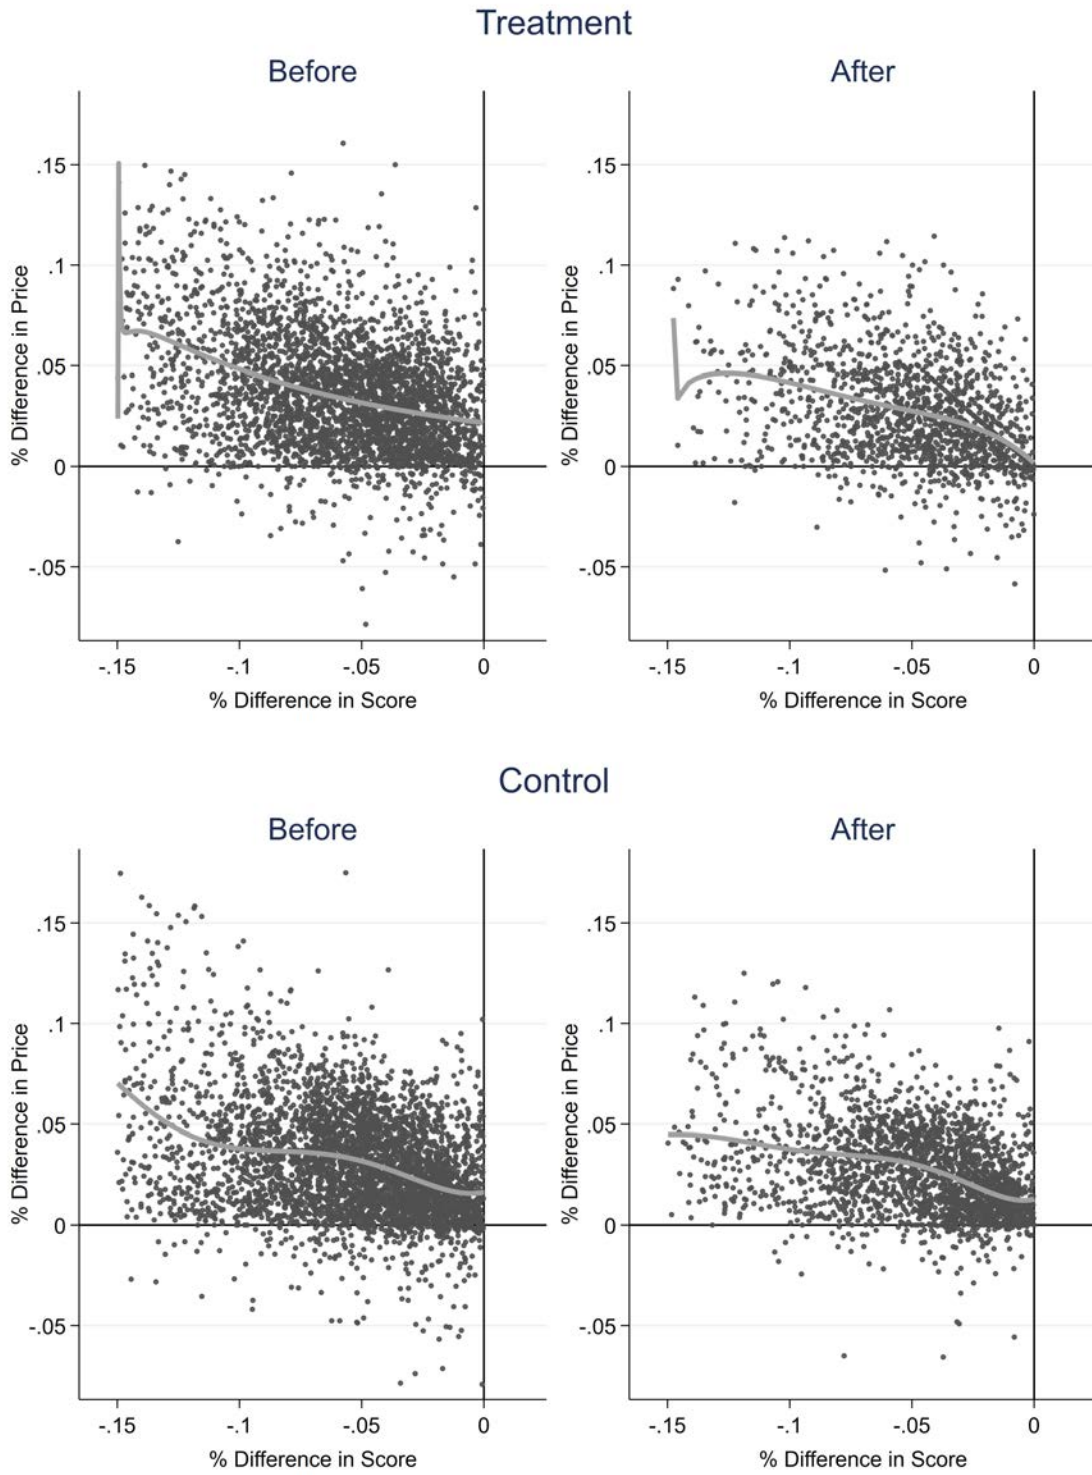 Treatment
Before
After
.15
.1
.05
0
-.05
% Difference in Price
-.15
-.1
-.05
0
% Difference in Score
.15
.1
.05
0
-.05
% Difference in Price
-.15
-.1
-.05
0
% Difference in Score
Control
Before
After
.15
.1
.05
0
-.05
% Difference in Price
-.15
-.1
-.05
0
% Difference in Score
.15
.1
.05
0
-.05
% Difference in Price
-.15
-.1
-.05
0
% Difference in Score